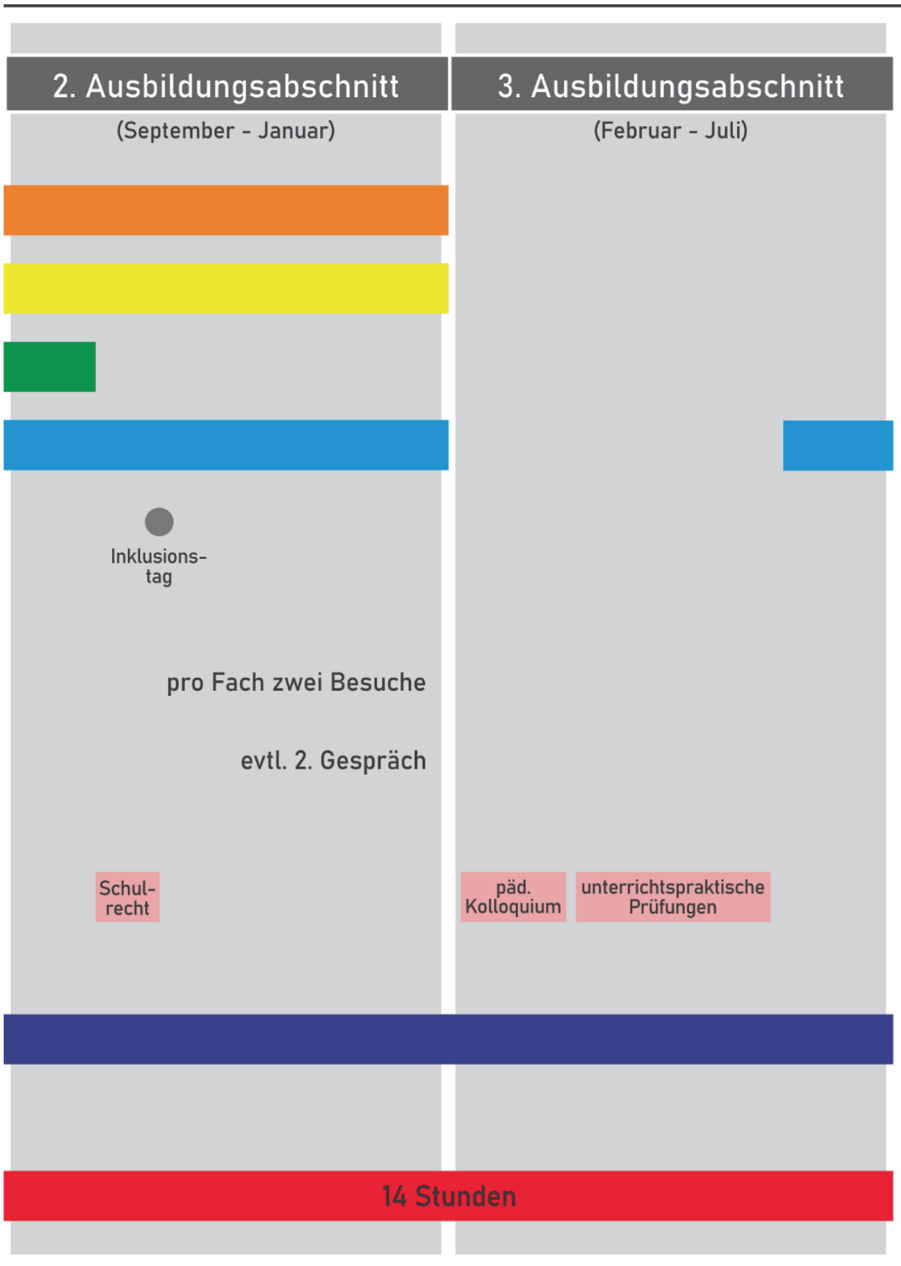 2. Ausbildungsabschnitt
3. Ausbildungsabschnitt
(September - Januar)
(Februar - Juli)
Inklusions-
tag
pro Fach zwei Besuche
evtl. 2. Gespräch
Schul-
recht
päd.
Kolloquium
unterrichtspraktische
Prüfungen
14 Stunden